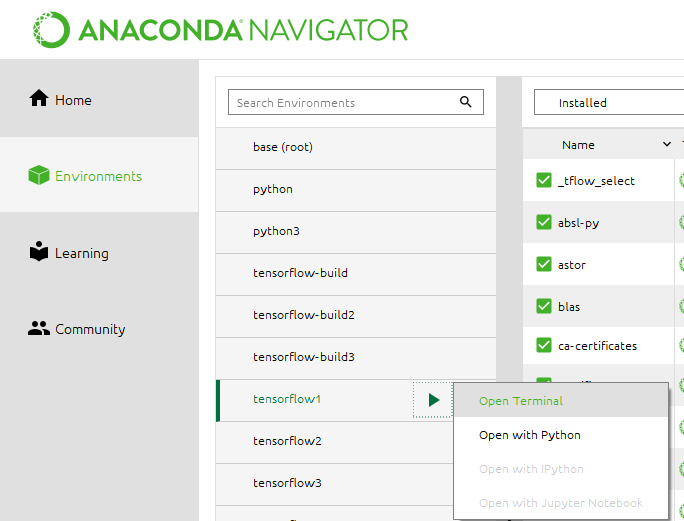 ANACONDA® NAVIGATOR
Home
Environments
Learning
Community
Search Environments
base (root)
python
python3
tensorflow-build
tensorflow-build2
tensorflow-build3
tensorflow1
tensorflow2
tensorflow3
Installed
Name
_tflow_select
absl-py
astor
blas
ca-certificates
Open Terminal
Open with Python
Open with IPython
Open with Jupyter Notebook